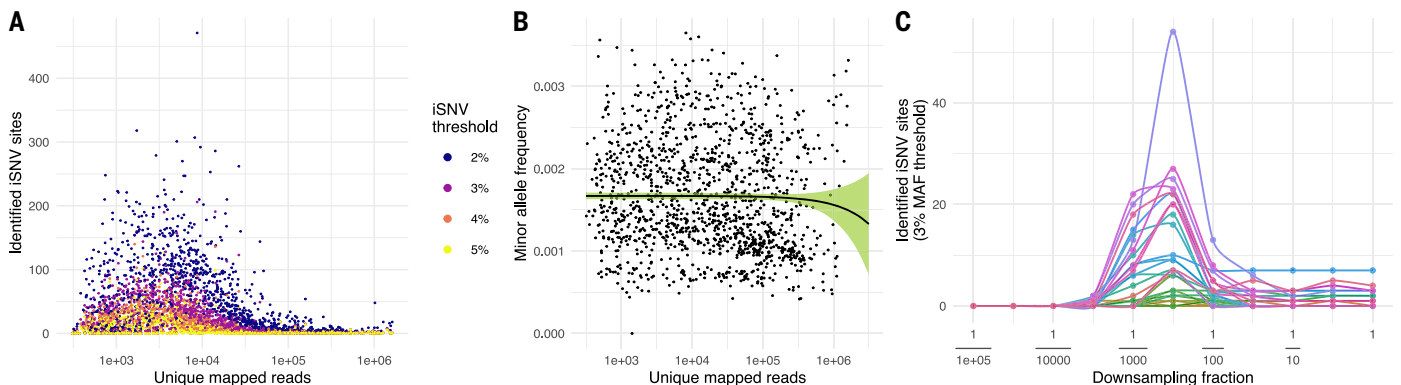 A
Identified iSNV sites
400
300
200
100
0
1e+03
1e+04
1e+05
1e+06
Unique mapped reads
iSNV
threshold
2%
3%
4%
5%
B
Minor allele frequency
0.003
0.002
0.001
0.000
1e+03
1e+04
1e+05
1e+06
Unique mapped reads
C
Identified iSNV sites
(3% MAF threshold)
40
20
0
1
1e+05
1
10000
1
1000
1
100
1
10
1
Downsampling fraction